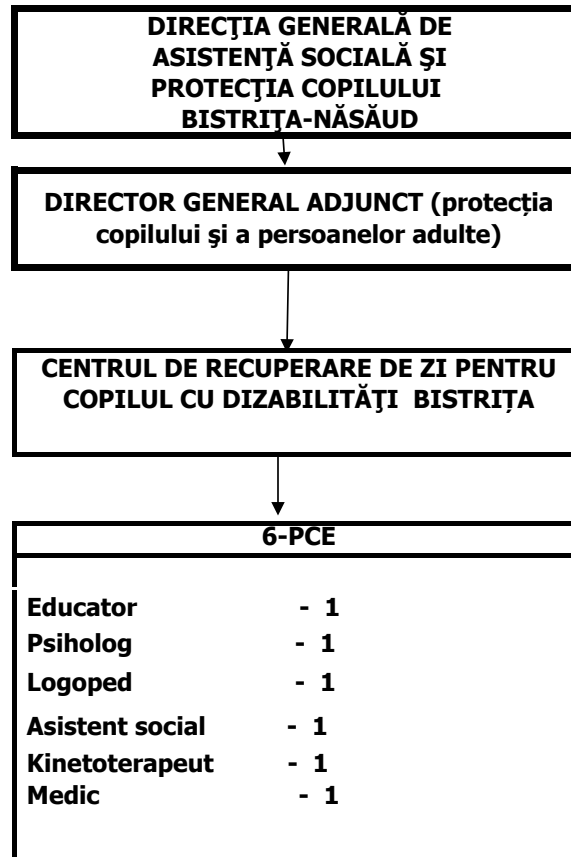 DIRECŢIA GENERALĂ DE
ASISTENŢĂ SOCIALĂ ŞI
PROTECŢIA COPILULUI
BISTRIŢA-NĂSĂUD
DIRECTOR GENERAL ADJUNCT (protecția
copilului şi a persoanelor adulte)
CENTRUL DE RECUPERARE DE ZI PENTRU
COPILUL CU DIZABILITĂŢI BISTRIȚA
6-PCE
Educator - 1
Psiholog - 1
Logoped - 1
Asistent social - 1
Kinetoterapeut - 1
Medic - 1